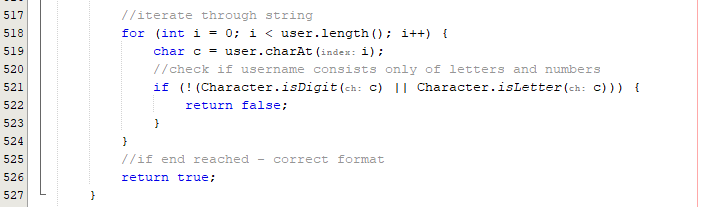 517 //iterate through string
518 for (int i = 0; i < user.length(); i++) {
519 char c = user.charAt(index: i);
520 //check if username consists only of letters and numbers
521 if (!(Character.isDigit(ch: c) || Character.isLetter(ch: c))) {
522 return false;
523 }
524 }
525 //if end reached - correct format
526 return true;
527 }